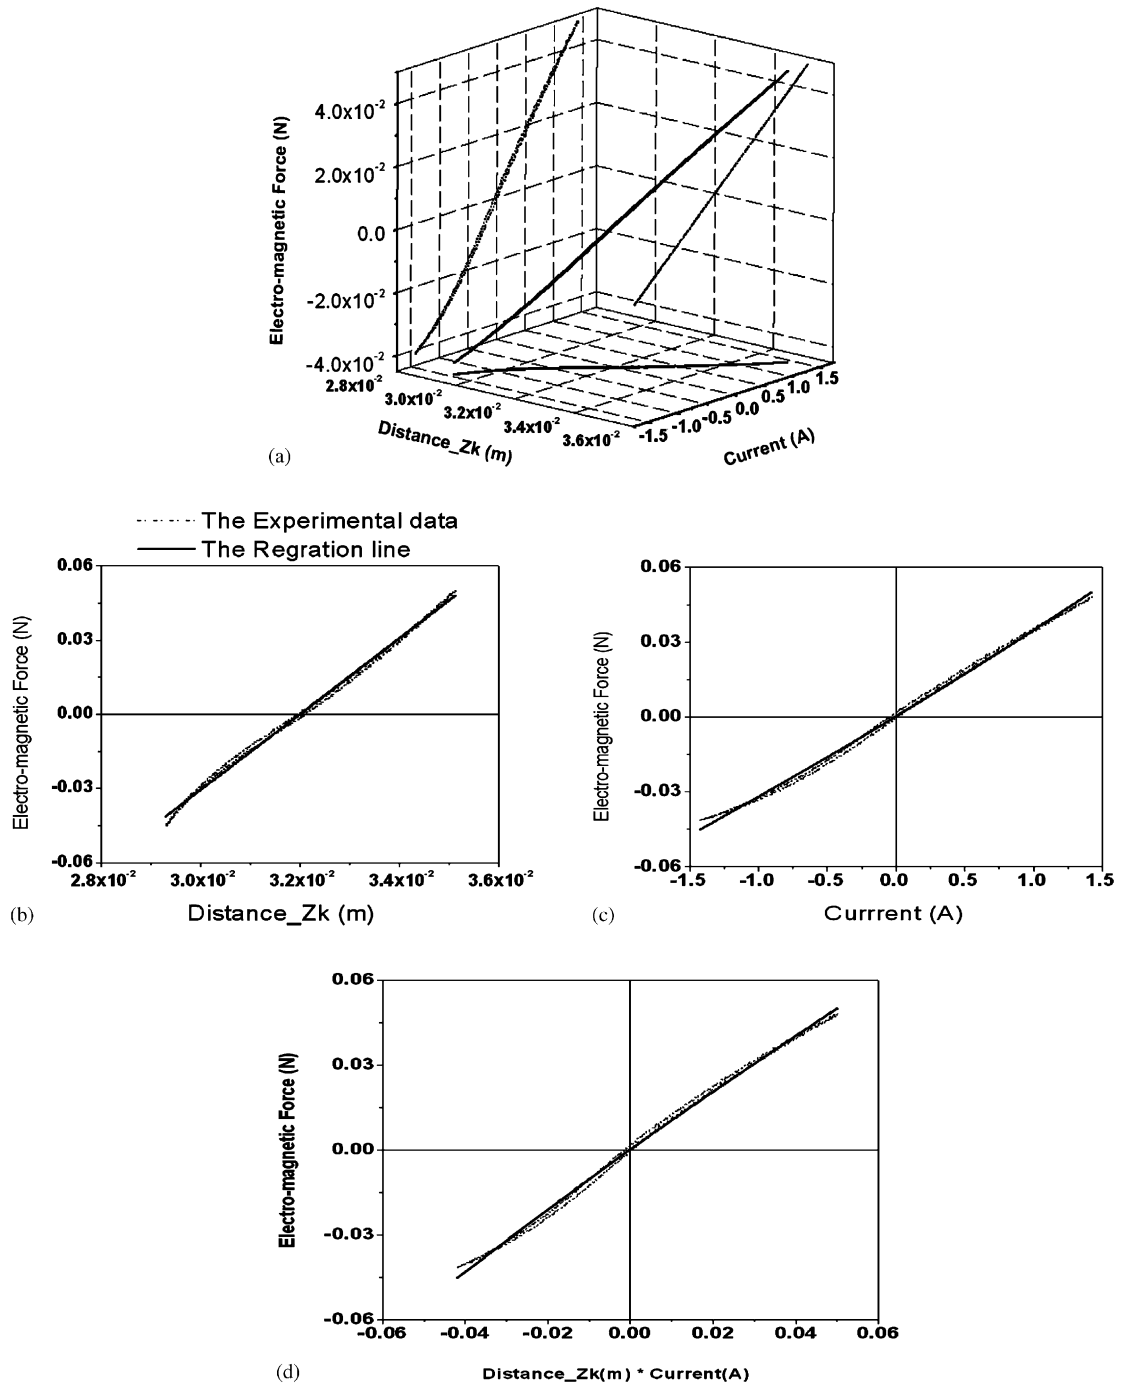 4.0x10⁻²
2.0x10⁻²
0.0
-2.0x10⁻²
-4.0x10⁻²
Electro-magnetic Force (N)
2.8x10⁻²
3.0x10⁻²
3.2x10⁻²
3.4x10⁻²
3.6x10⁻²
Distance_Zk (m)
-1.5
-1.0
-0.5
0.0
0.5
1.0
1.5
Current (A)
(a)
The Experimental data
The Regration line
0.06
0.03
0.00
-0.03
-0.06
Electro-magnetic Force (N)
2.8x10⁻² 3.0x10⁻² 3.2x10⁻² 3.4x10⁻² 3.6x10⁻²
Distance_Zk (m)
(b)
0.06
0.03
0.00
-0.03
-0.06
Electro-magnetic Force (N)
-1.5 -1.0 -0.5 0.0 0.5 1.0 1.5
Currrent (A)
(c)
0.06
0.03
0.00
-0.03
-0.06
Electro-magnetic Force (N)
-0.06 -0.04 -0.02 0.00 0.02 0.04 0.06
Distance_Zk(m) * Current(A)
(d)